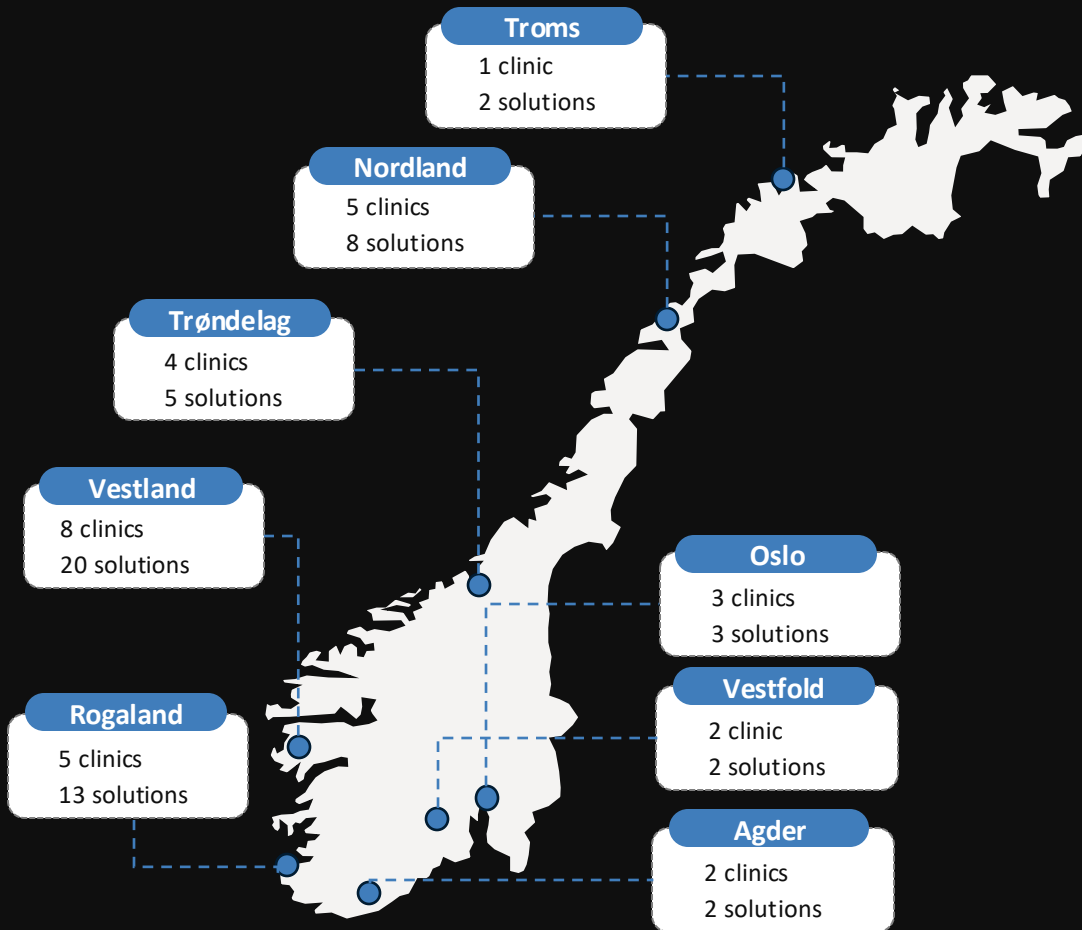 Troms
1 clinic
2 solutions
Nordland
5 clinics
8 solutions
Trøndelag
4 clinics
5 solutions
Vestland
8 clinics
20 solutions
Rogaland
5 clinics
13 solutions
Oslo
3 clinics
3 solutions
Vestfold
2 clinic
2 solutions
Agder
2 clinics
2 solutions